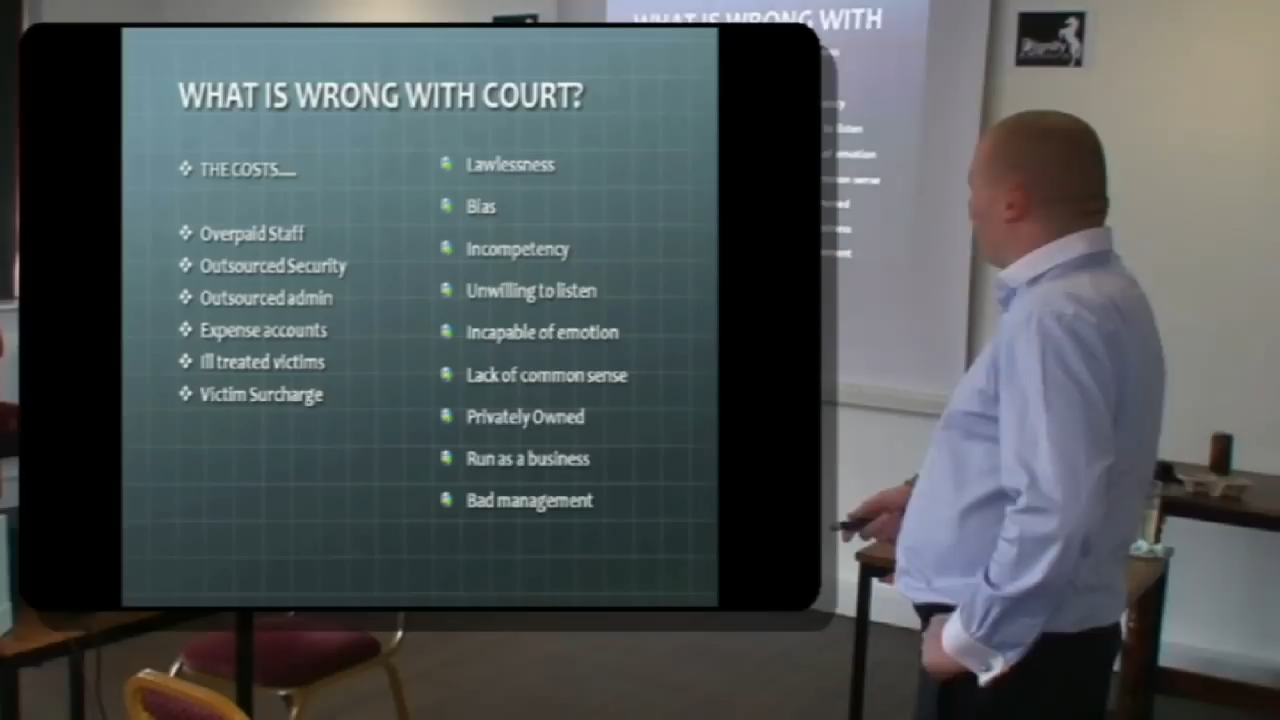 WHAT IS WRONG WITH COURT?
THE COSTS.....
Overpaid Staff
Outsourced Security
Outsourced admin
Expense accounts
Ill treated victims
Victim Surcharge
Lawlessness
Bias
Incompetency
Unwilling to listen
Incapable of emotion
Lack of common sense
Privately Owned
Run as a business
Bad management
WHAT IS WRONG WITH